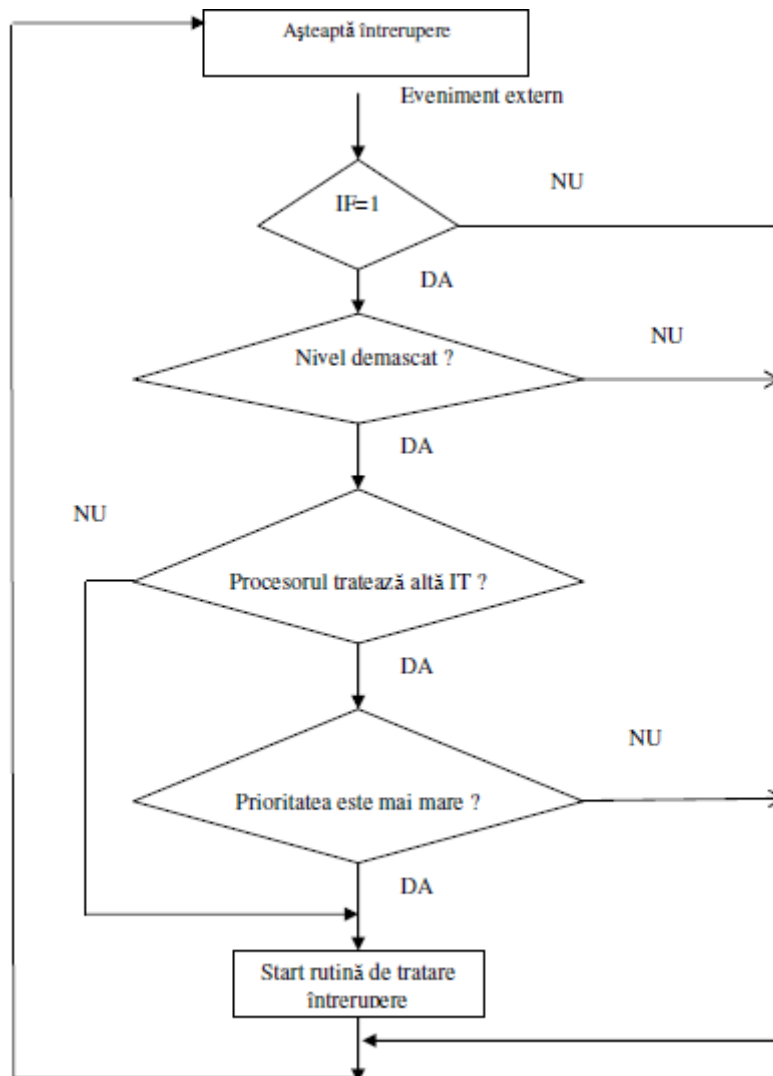 Aşteaptă întrerupere
Eveniment extern
NU
IF=1
DA
NU
Nivel demascat ?
DA
NU
Procesorul tratează altă IT ?
DA
NU
Prioritatea este mai mare ?
DA
Start rutină de tratare
întrerupere